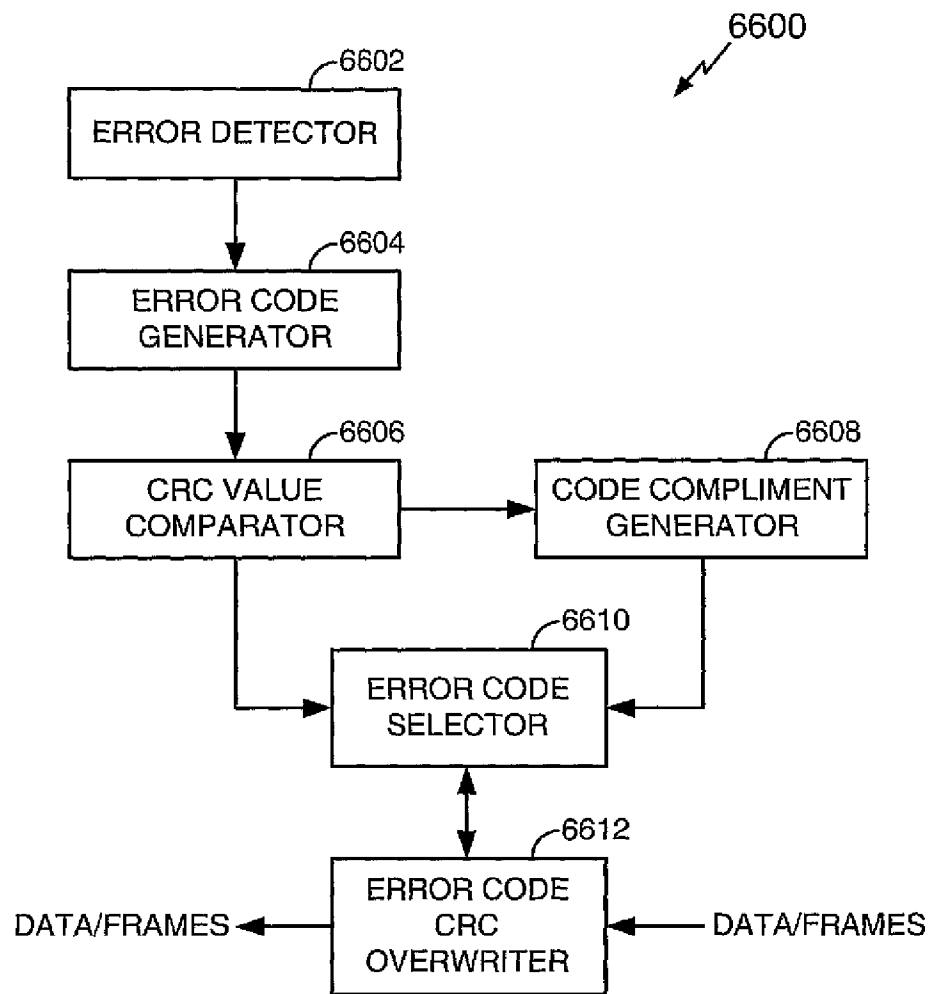 6600
6602
ERROR DETECTOR
6604
ERROR CODE
GENERATOR
6606
CRC VALUE
COMPARATOR
6608
CODE COMPLIMENT
GENERATOR
6610
ERROR CODE
SELECTOR
6612
ERROR CODE
CRC
OVERWRITER
DATA/FRAMES
DATA/FRAMES